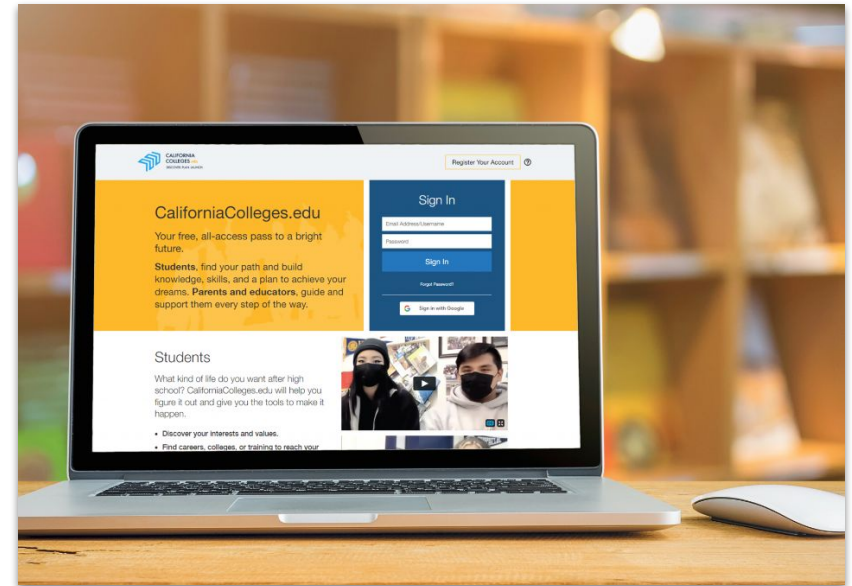 CALIFORNIA
COLLEGES.EDU
DISCOVER. PLAN. LAUNCH.
Register Your Account
CaliforniaColleges.edu
Your free, all-access pass to a bright
future.
Students, find your path and build
knowledge, skills, and a plan to achieve your
dreams. Parents and educators, guide and
support them every step of the way.
Sign In
Email Address/Username
Password
Sign In
Forgot Password?
G Sign in with Google
Students
What kind of life do you want after high
school? CaliforniaColleges.edu will help you
figure it out and give you the tools to make it
happen.
• Discover your interests and values.
• Find careers, colleges, or training to reach your